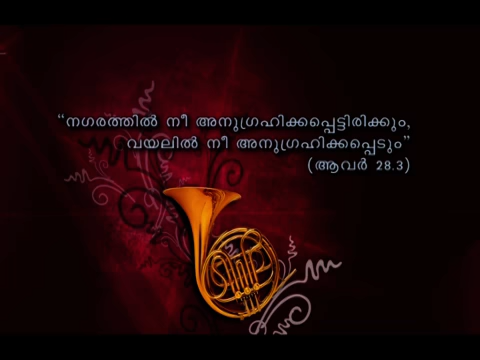 “നഗരത്തിൽ നീ അനുഗ്രഹിക്കപ്പെട്ടിരിക്കും,
വയലിൽ നീ അനുഗ്രഹിക്കപ്പെടും”
(ആവർ 28.3)